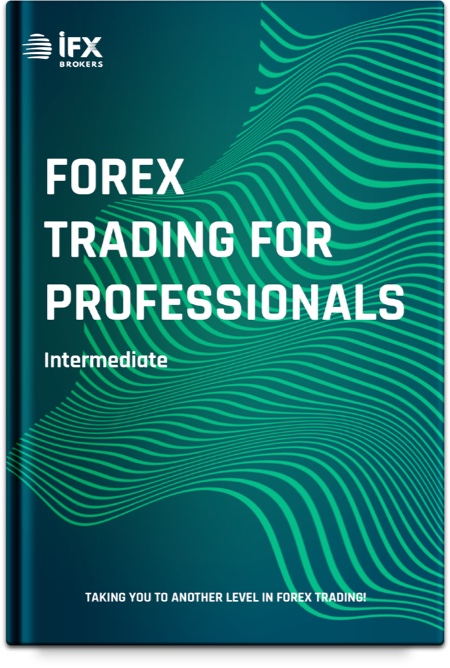 iFX
BROKERS
FOREX
TRADING FOR
PROFESSIONALS
Intermediate
TAKING YOU TO ANOTHER LEVEL IN FOREX TRADING!